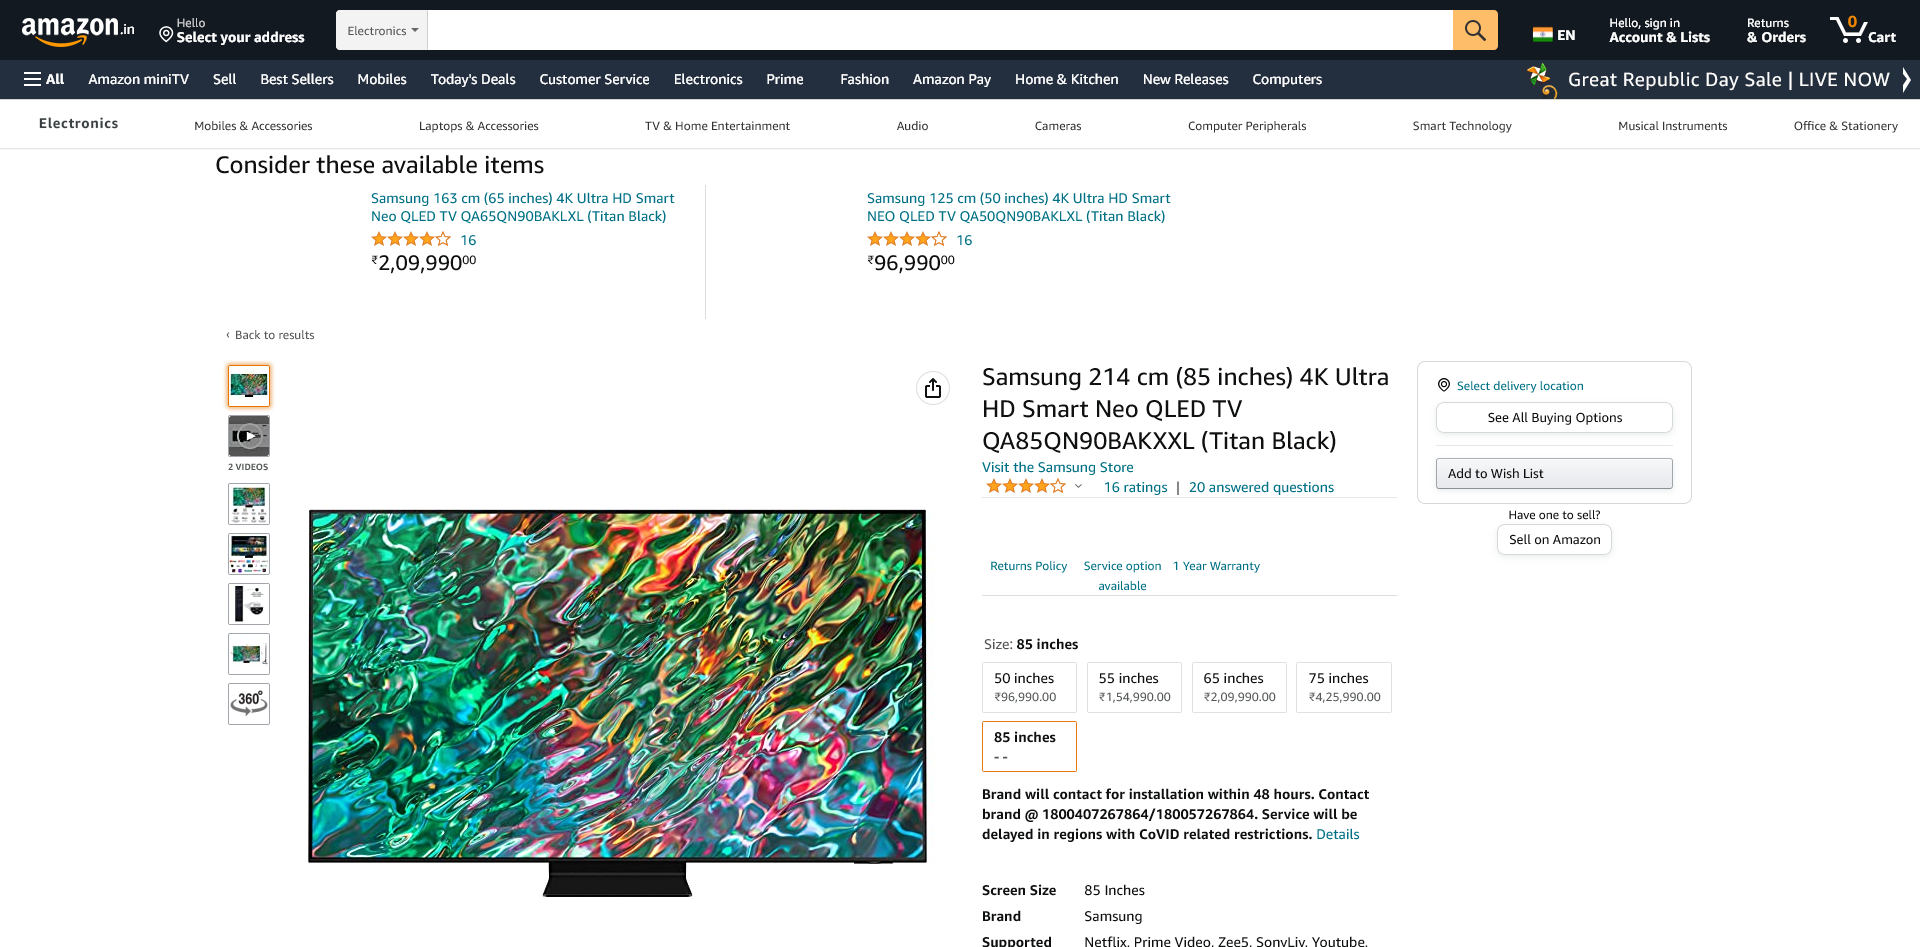 amazon.in
Hello
Select your address
Electronics
EN
Hello, sign in
Account & Lists
Returns
& Orders
0
Cart
All
Amazon miniTV
Sell
Best Sellers
Mobiles
Today's Deals
Customer Service
Electronics
Prime
Fashion
Amazon Pay
Home & Kitchen
New Releases
Computers
Great Republic Day Sale | LIVE NOW
Electronics
Mobiles & Accessories
Laptops & Accessories
TV & Home Entertainment
Audio
Cameras
Computer Peripherals
Smart Technology
Musical Instruments
Office & Stationery
Consider these available items
Samsung 163 cm (65 inches) 4K Ultra HD Smart
Neo QLED TV QA65QN90BAKLXL (Titan Black)
16
₹2,09,99000
Samsung 125 cm (50 inches) 4K Ultra HD Smart
NEO QLED TV QA50QN90BAKLXL (Titan Black)
16
₹96,99000
‹ Back to results
2 VIDEOS
360°
Samsung 214 cm (85 inches) 4K Ultra
HD Smart Neo QLED TV
QA85QN90BAKXXL (Titan Black)
Visit the Samsung Store
16 ratings | 20 answered questions
Returns Policy
Service option
available
1 Year Warranty
Size: 85 inches
50 inches
₹96,990.00
55 inches
₹1,54,990.00
65 inches
₹2,09,990.00
75 inches
₹4,25,990.00
85 inches
- -
Brand will contact for installation within 48 hours. Contact
brand @ 1800407267864/180057267864. Service will be
delayed in regions with CoVID related restrictions. Details
Screen Size 85 Inches
Brand Samsung
Supported Netflix, Prime Video, Zee5, SonyLiv, Youtube,
Select delivery location
See All Buying Options
Add to Wish List
Have one to sell?
Sell on Amazon